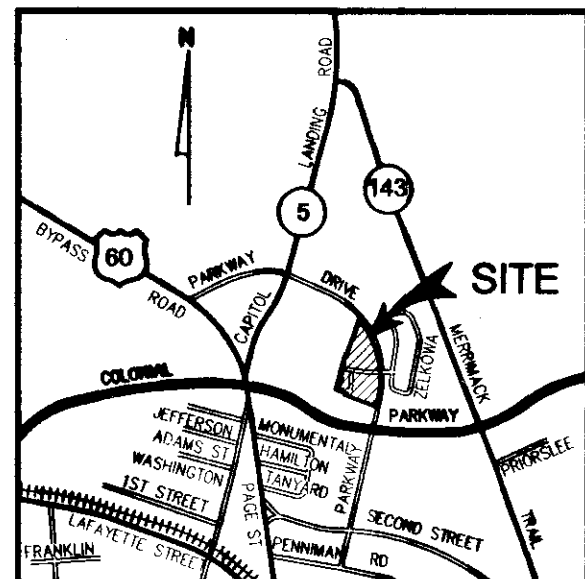 N
LANDING ROAD
143
5
BYPASS ROAD
60
PARKWAY DRIVE
SITE
CAPITOL
ZELKOWA
MERRIMACK
COLONIAL
PARKWAY
JEFFERSON
MONUMENTAL
ADAMS ST
HAMILTON
WASHINGTON
TANYARD
PARKWAY
PRIORSLEE
1ST STREET
PAGE ST
SECOND STREET
TRAIL
LAFAYETTE STREET
PENNIMAN RD
FRANKLIN